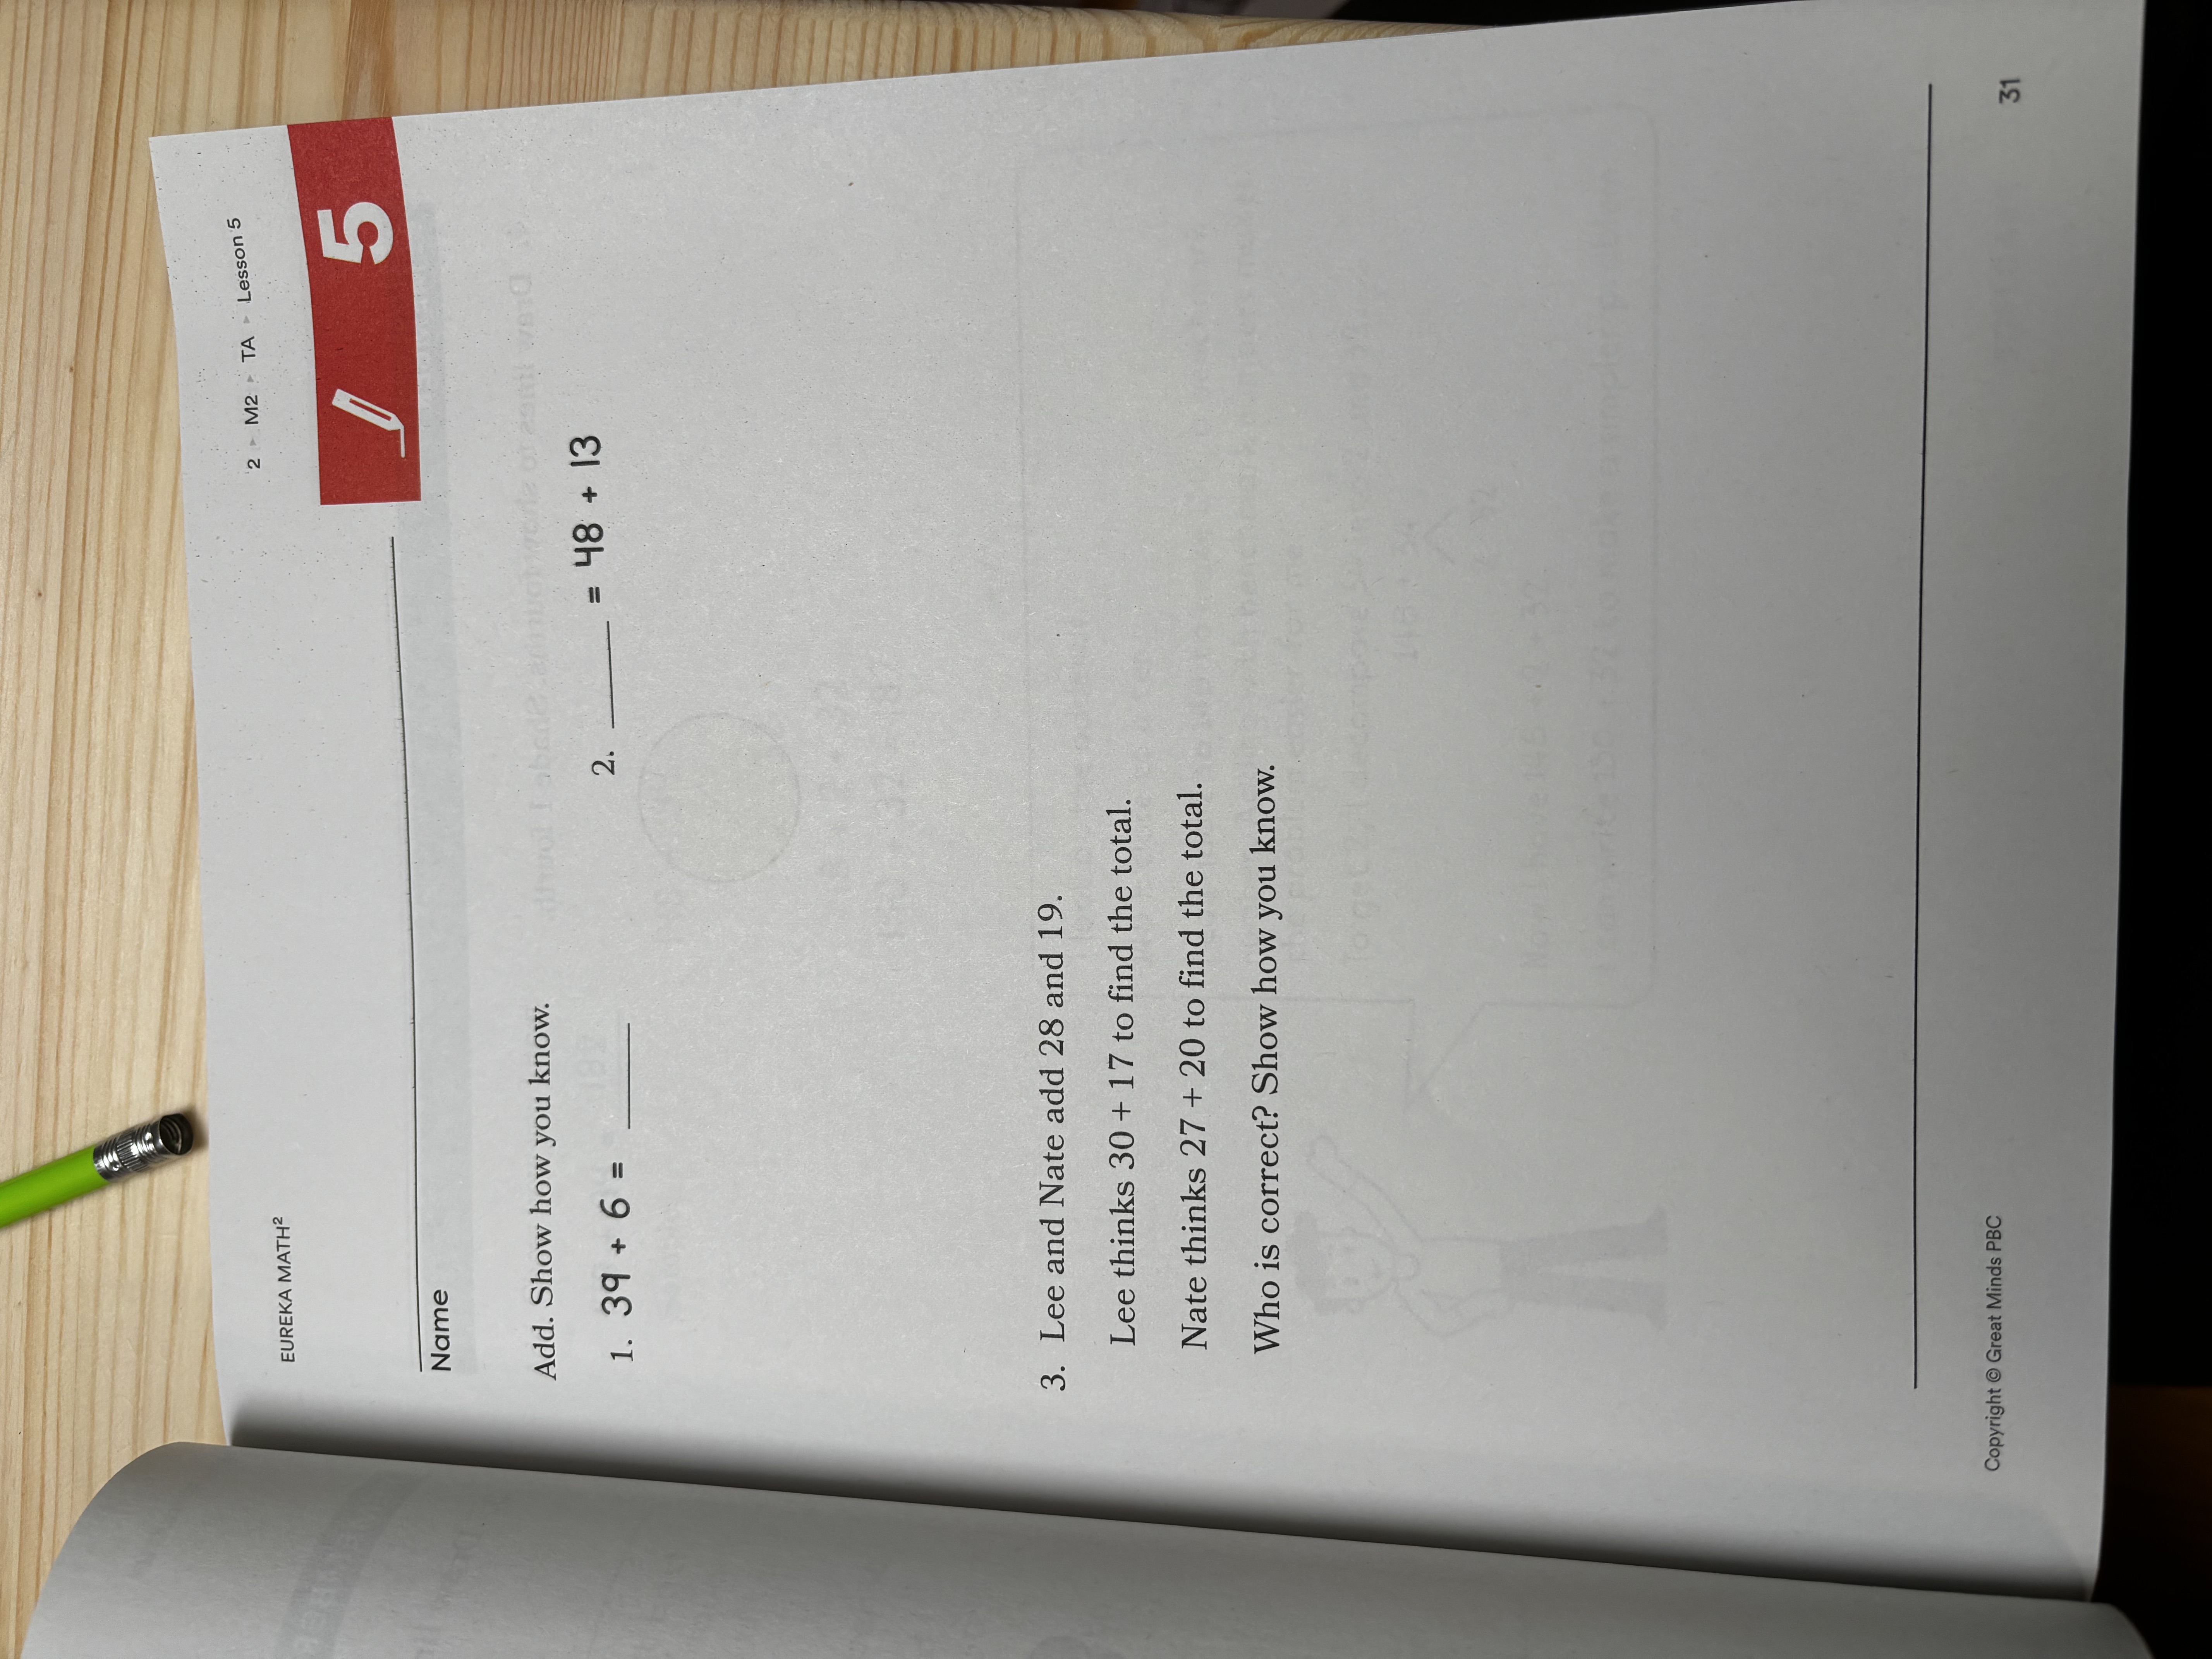 EUREKA MATH²
2 ▸ M2 ▸ TA ▸ Lesson 5
5
Name
Add. Show how you know.
1. 39 + 6 = ____
2. ____ = 48 + 13
3. Lee and Nate add 28 and 19.
Lee thinks 30 + 17 to find the total.
Nate thinks 27 + 20 to find the total.
Who is correct? Show how you know.
Copyright © Great Minds PBC
31